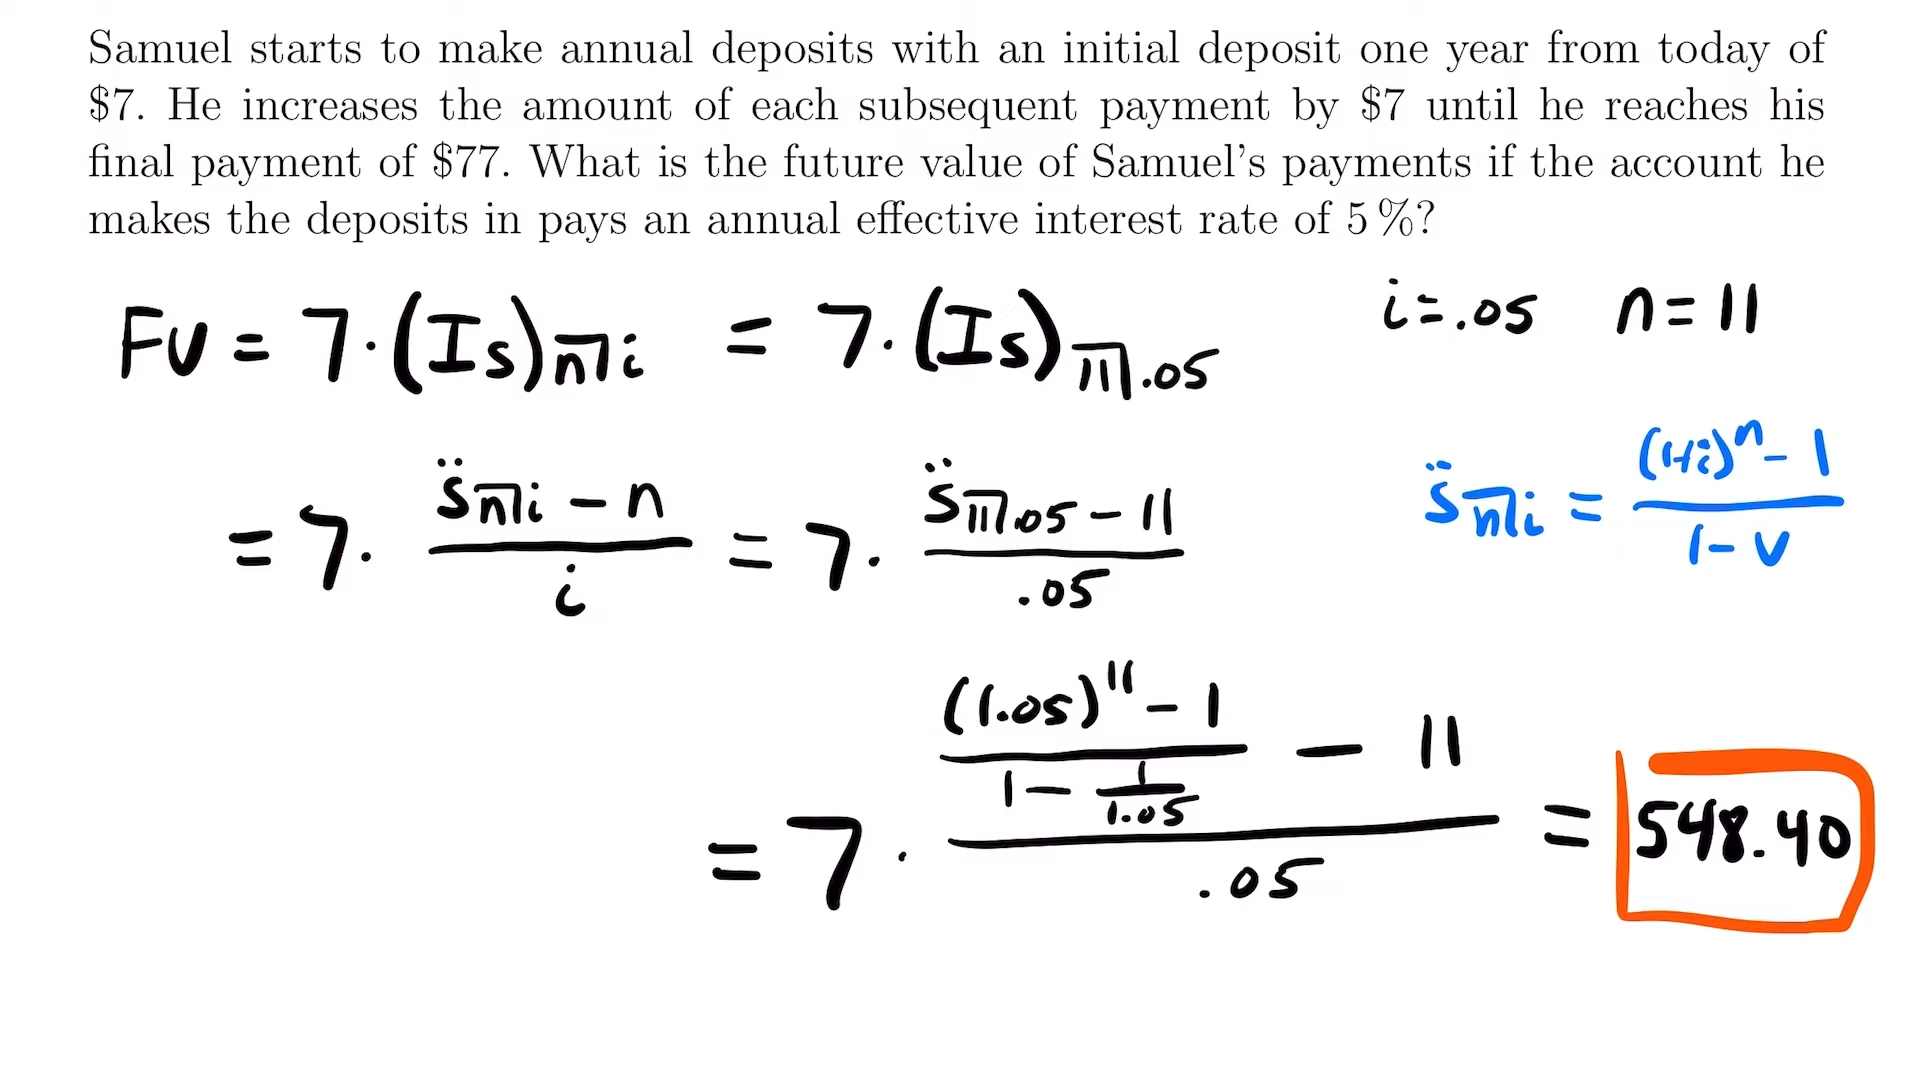 Samuel starts to make annual deposits with an initial deposit one year from today of
$7. He increases the amount of each subsequent payment by $7 until he reaches his
final payment of $77. What is the future value of Samuel's payments if the account he
makes the deposits in pays an annual effective interest rate of 5 %?
i = .05 n = 11
FV = 7 · (Is)_{n⌉i} = 7 · (Is)_{11⌉.05}
= 7 · (s̈_{n⌉i} - n) / i = 7 · (s̈_{11⌉.05} - 11) / .05
s̈_{n⌉i} = ((1+i)^n - 1) / (1 - v)
= 7 · (((1.05)^11 - 1) / (1 - 1/1.05) - 11) / .05 = 548.40